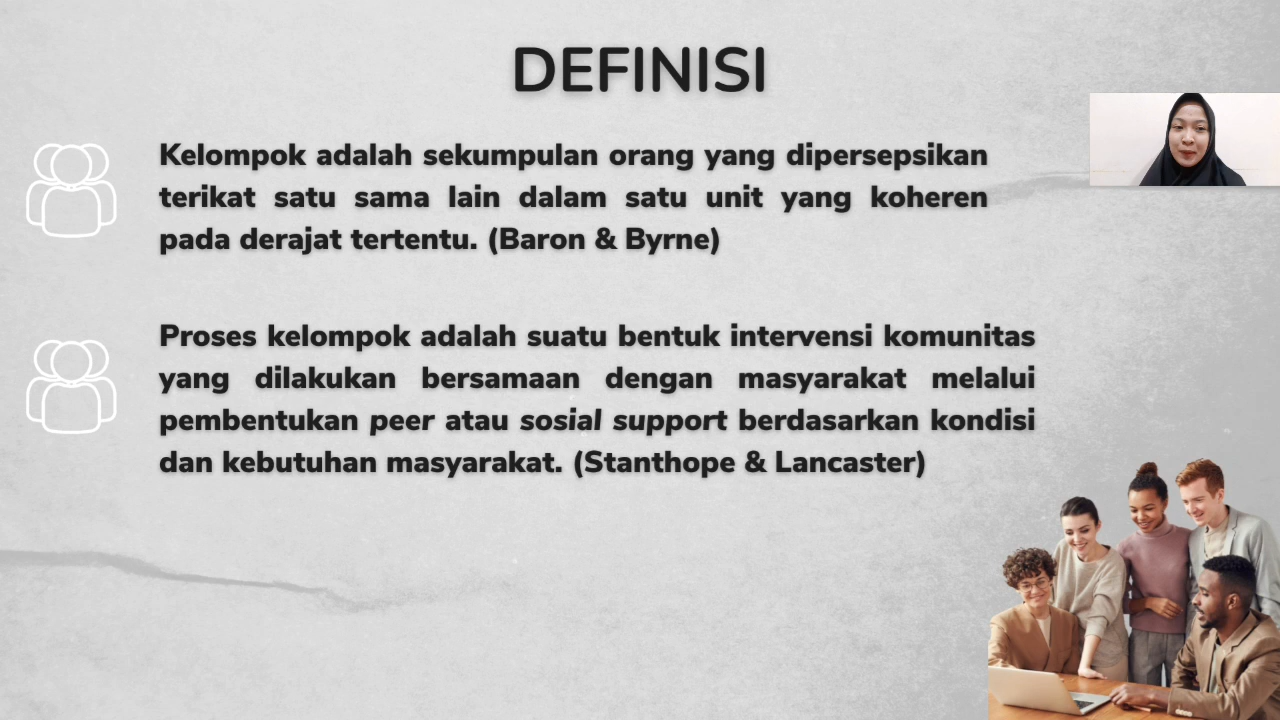 DEFINISI
Kelompok adalah sekumpulan orang yang dipersepsikan
terikat satu sama lain dalam satu unit yang koheren
pada derajat tertentu. (Baron & Byrne)
Proses kelompok adalah suatu bentuk intervensi komunitas
yang dilakukan bersamaan dengan masyarakat melalui
pembentukan peer atau sosial support berdasarkan kondisi
dan kebutuhan masyarakat. (Stanthope & Lancaster)